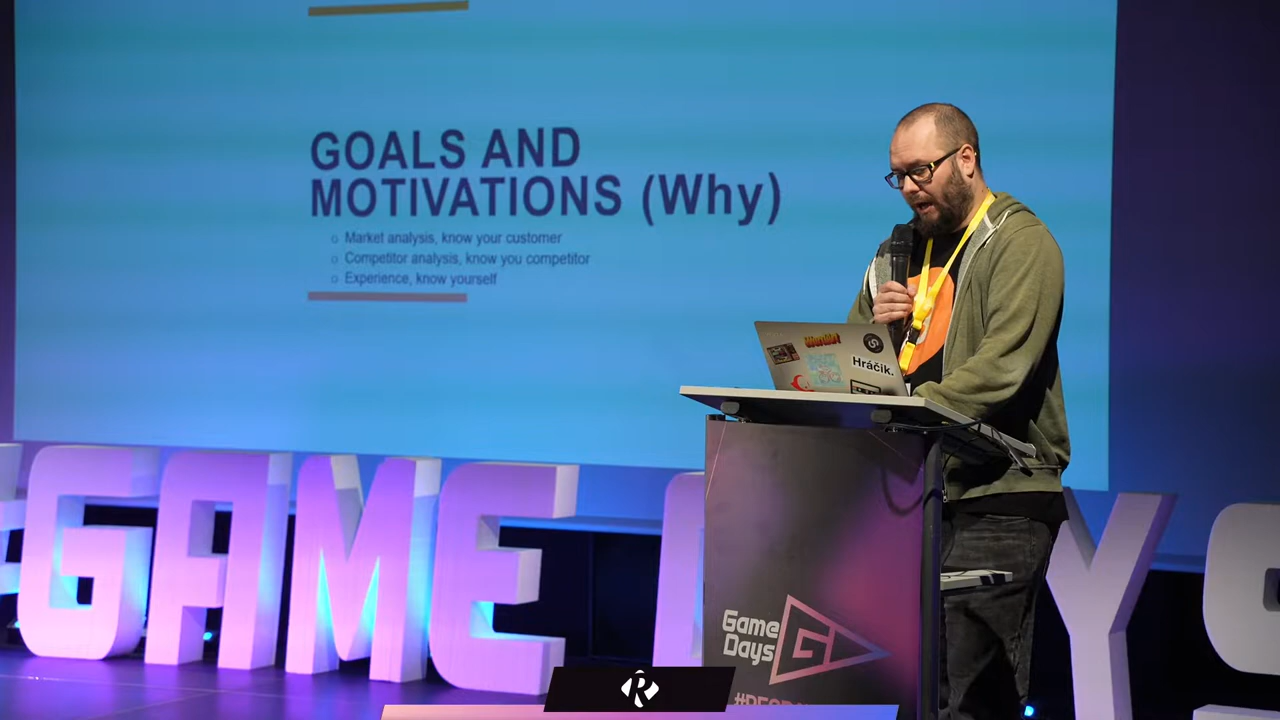 GOALS AND
MOTIVATIONS (Why)
Market analysis, know your customer
Competitor analysis, know you competitor
Experience, know yourself
Hráčik.
Game
Days
GAME